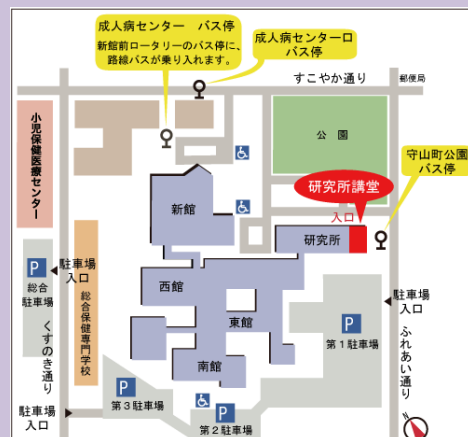 成人病センター　バス停
新館前ロータリーのバス停に、
路線バスが乗り入れます。
成人病センター口
バス停
すこやか通り
郵便局
小児保健医療センター
公園
守山町公園
バス停
研究所講堂
入口
新館
研究所
P
総合
駐車場
駐車場
入口
総合保健専門学校
くすのき通り
西館
東館
南館
P
第1駐車場
駐車場
入口
ふれあい通り
P
第3駐車場
P
第2駐車場
駐車場
入口
N